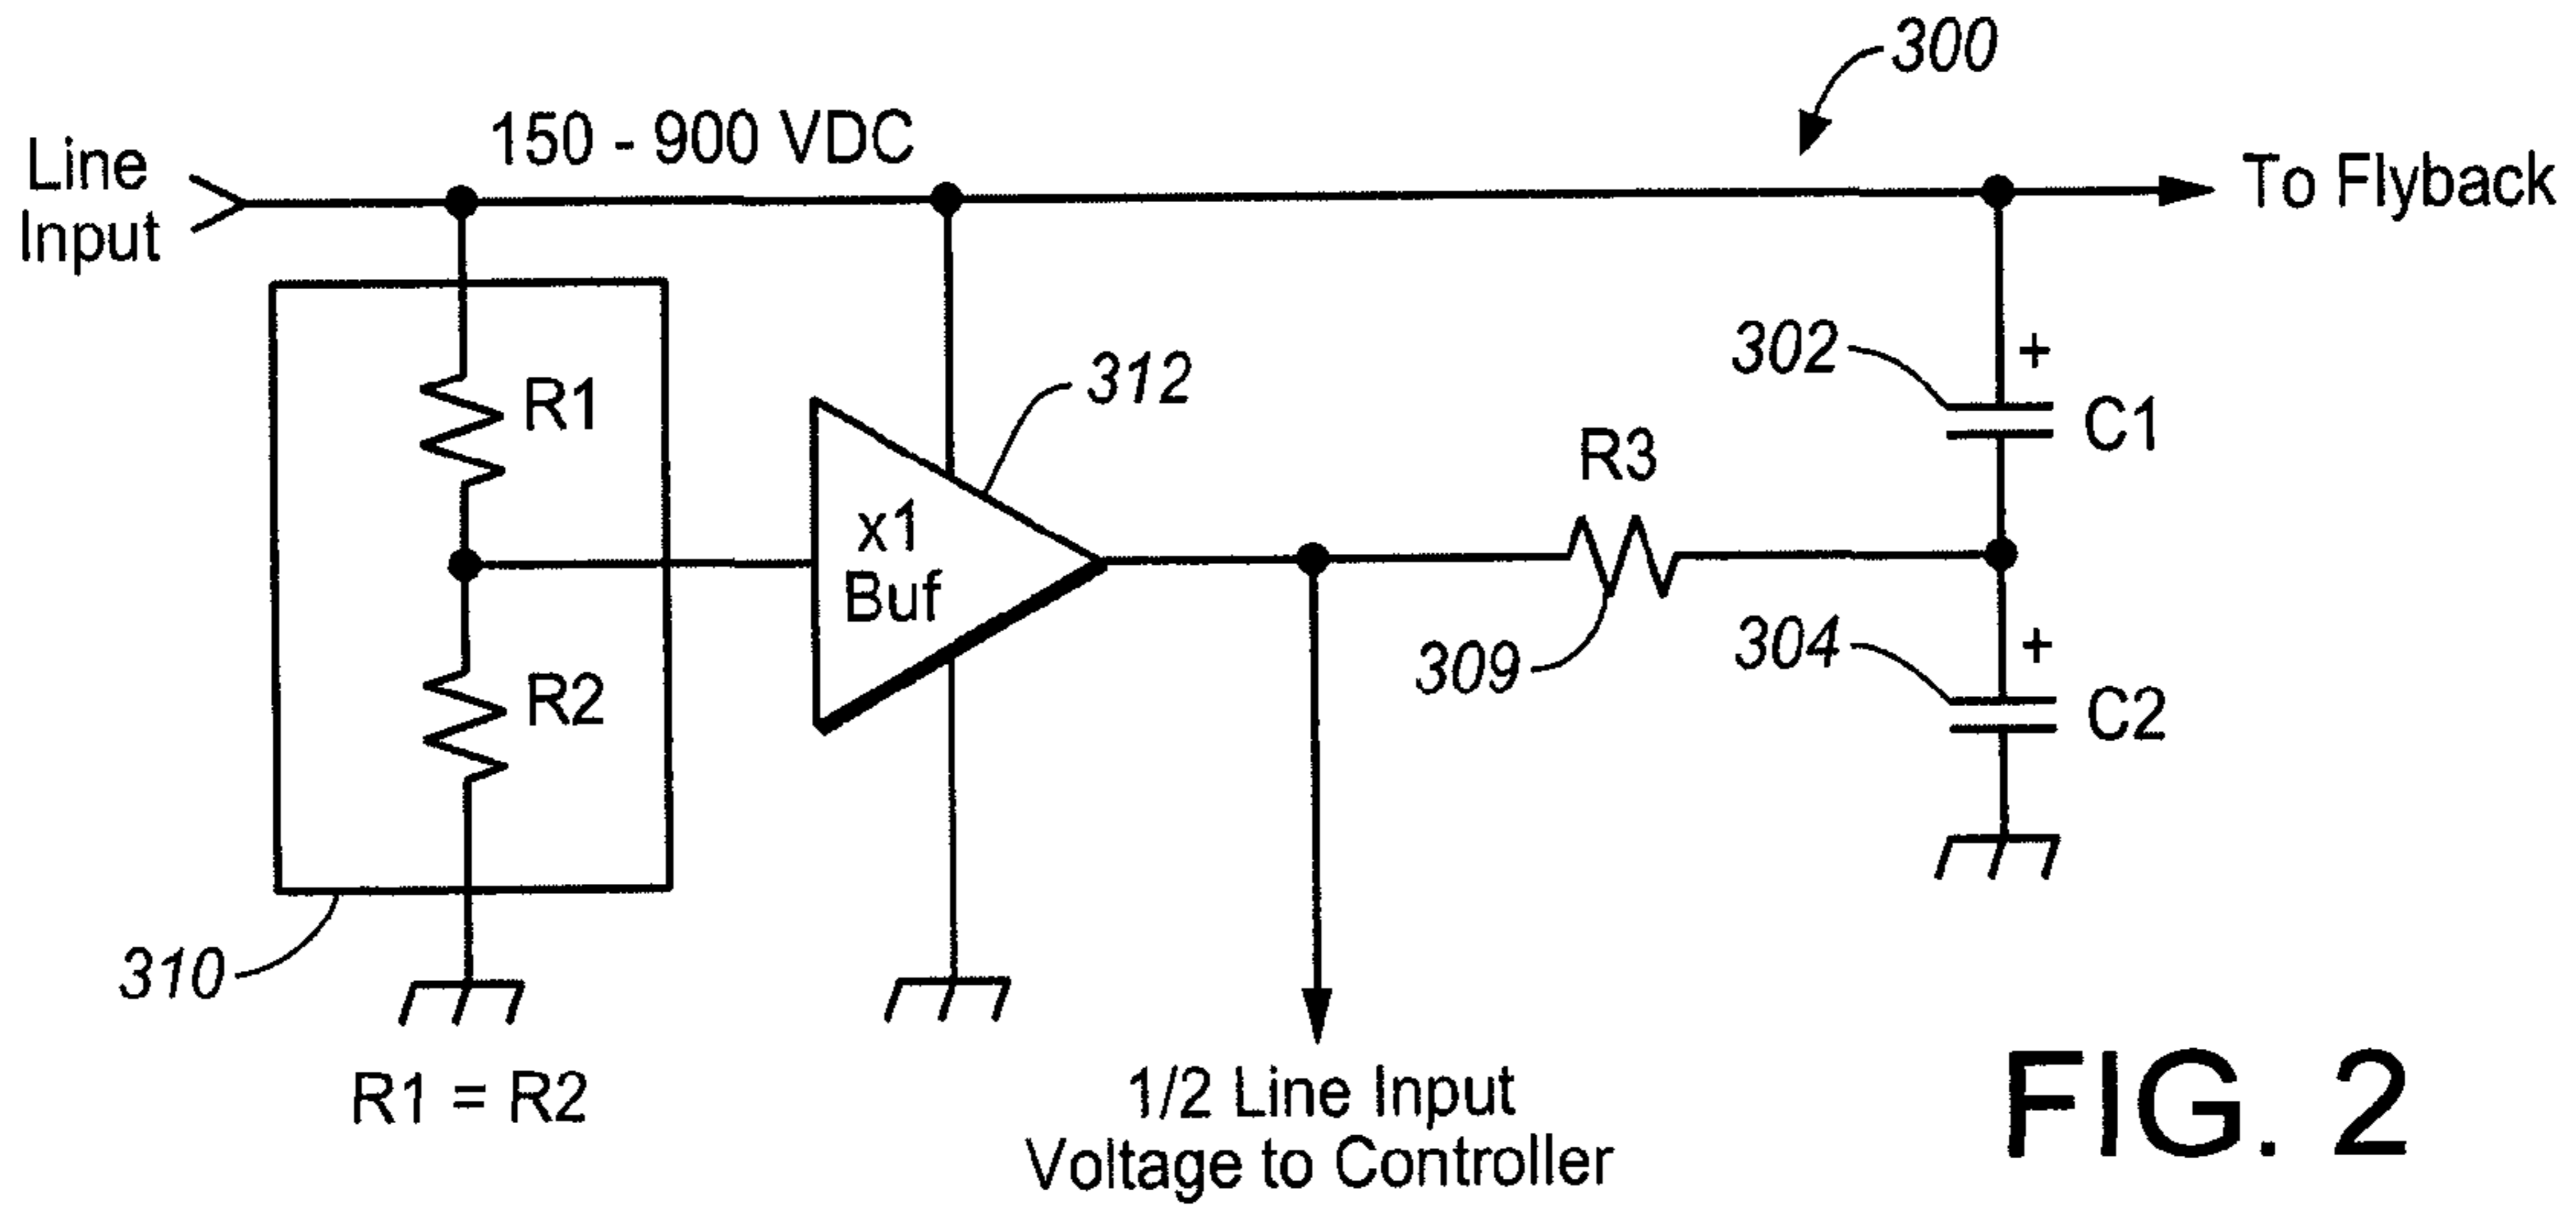 300
150 - 900 VDC
Line
Input
To Flyback
302
+
C1
R1
312
R3
x1
Buf
309
304
+
C2
R2
310
R1 = R2
1/2 Line Input
Voltage to Controller
FIG. 2